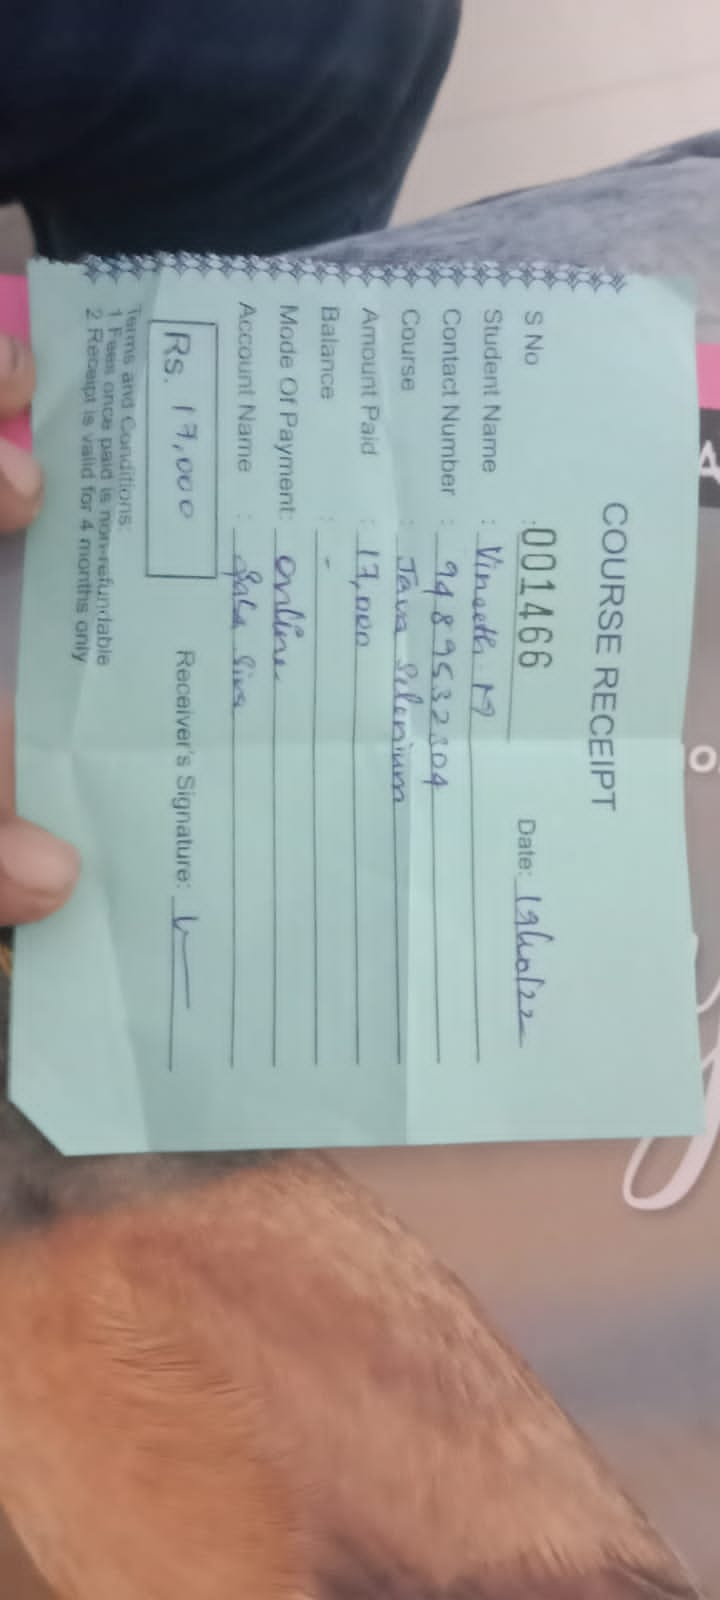 COURSE RECEIPT
S No : 001466 Date: 19/10/22
Student Name : Vineeth M
Contact Number : 9489532304
Course : Java Selenium
Amount Paid : 17,000
Balance : -
Mode Of Payment: online
Account Name :
Rs. 17,000 Receiver's Signature:
Terms and Conditions:
1 Fees once paid is non-refundable
2 Receipt is valid for 4 months only